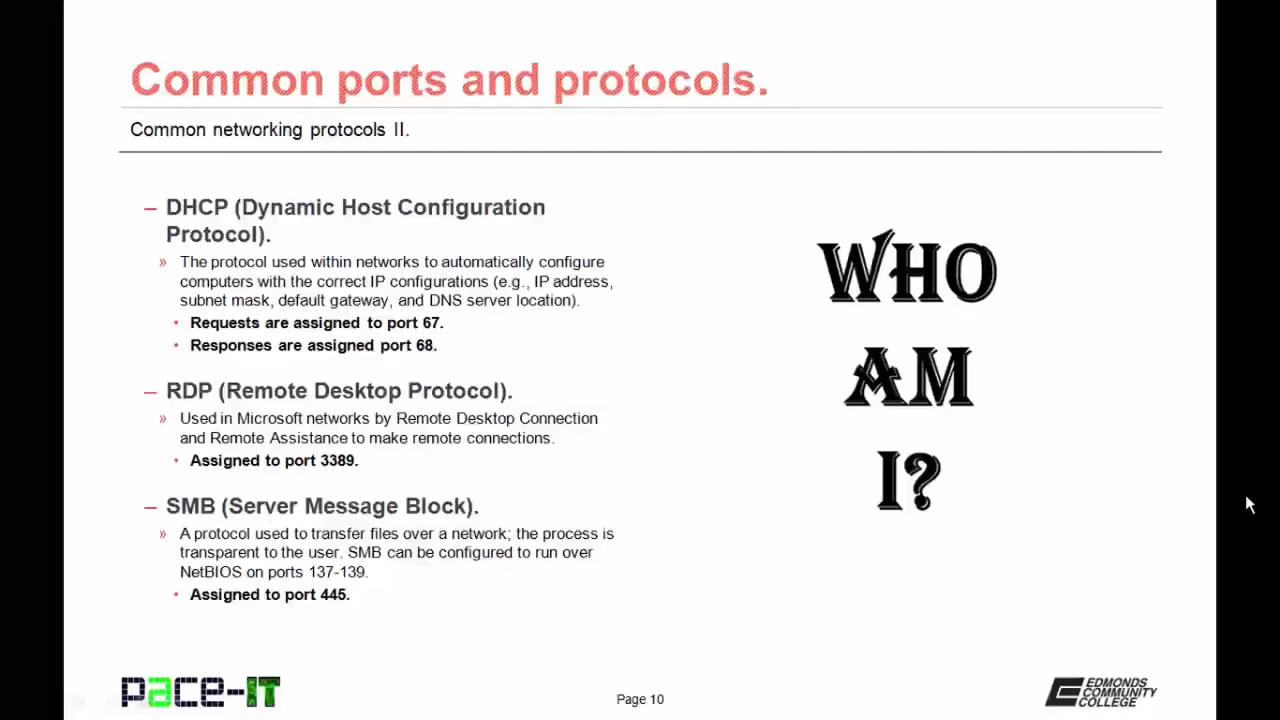 Common ports and protocols.
Common networking protocols II.
– DHCP (Dynamic Host Configuration
Protocol).
» The protocol used within networks to automatically configure
computers with the correct IP configurations (e.g., IP address,
subnet mask, default gateway, and DNS server location).
• Requests are assigned to port 67.
• Responses are assigned port 68.
– RDP (Remote Desktop Protocol).
» Used in Microsoft networks by Remote Desktop Connection
and Remote Assistance to make remote connections.
• Assigned to port 3389.
– SMB (Server Message Block).
» A protocol used to transfer files over a network; the process is
transparent to the user. SMB can be configured to run over
NetBIOS on ports 137-139.
• Assigned to port 445.
WHO
AM
I?
pace-IT
Page 10
EDMONDS
COMMUNITY
COLLEGE